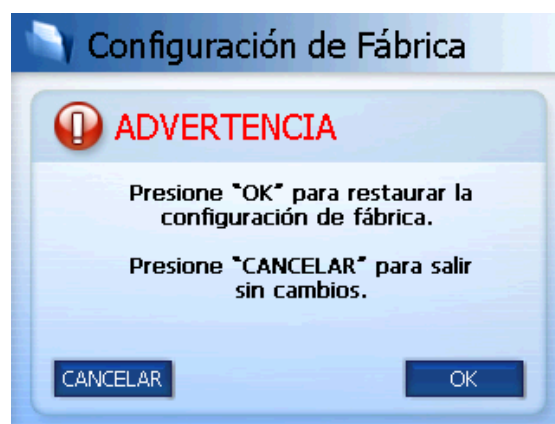 Configuración de Fábrica
ADVERTENCIA
Presione "OK" para restaurar la
configuración de fábrica.
Presione "CANCELAR" para salir
sin cambios.
CANCELAR
OK